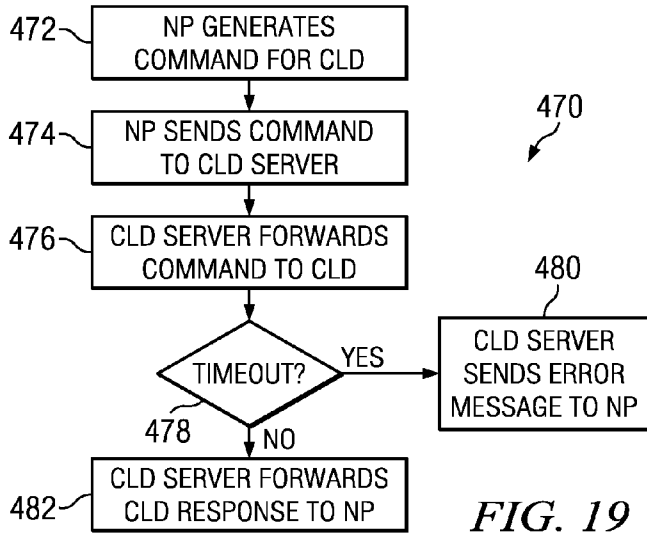 472
NP GENERATES
COMMAND FOR CLD
474
NP SENDS COMMAND
TO CLD SERVER
470
476
CLD SERVER FORWARDS
COMMAND TO CLD
480
CLD SERVER
SENDS ERROR
MESSAGE TO NP
TIMEOUT?
YES
478
NO
482
CLD SERVER FORWARDS
CLD RESPONSE TO NP
FIG. 19